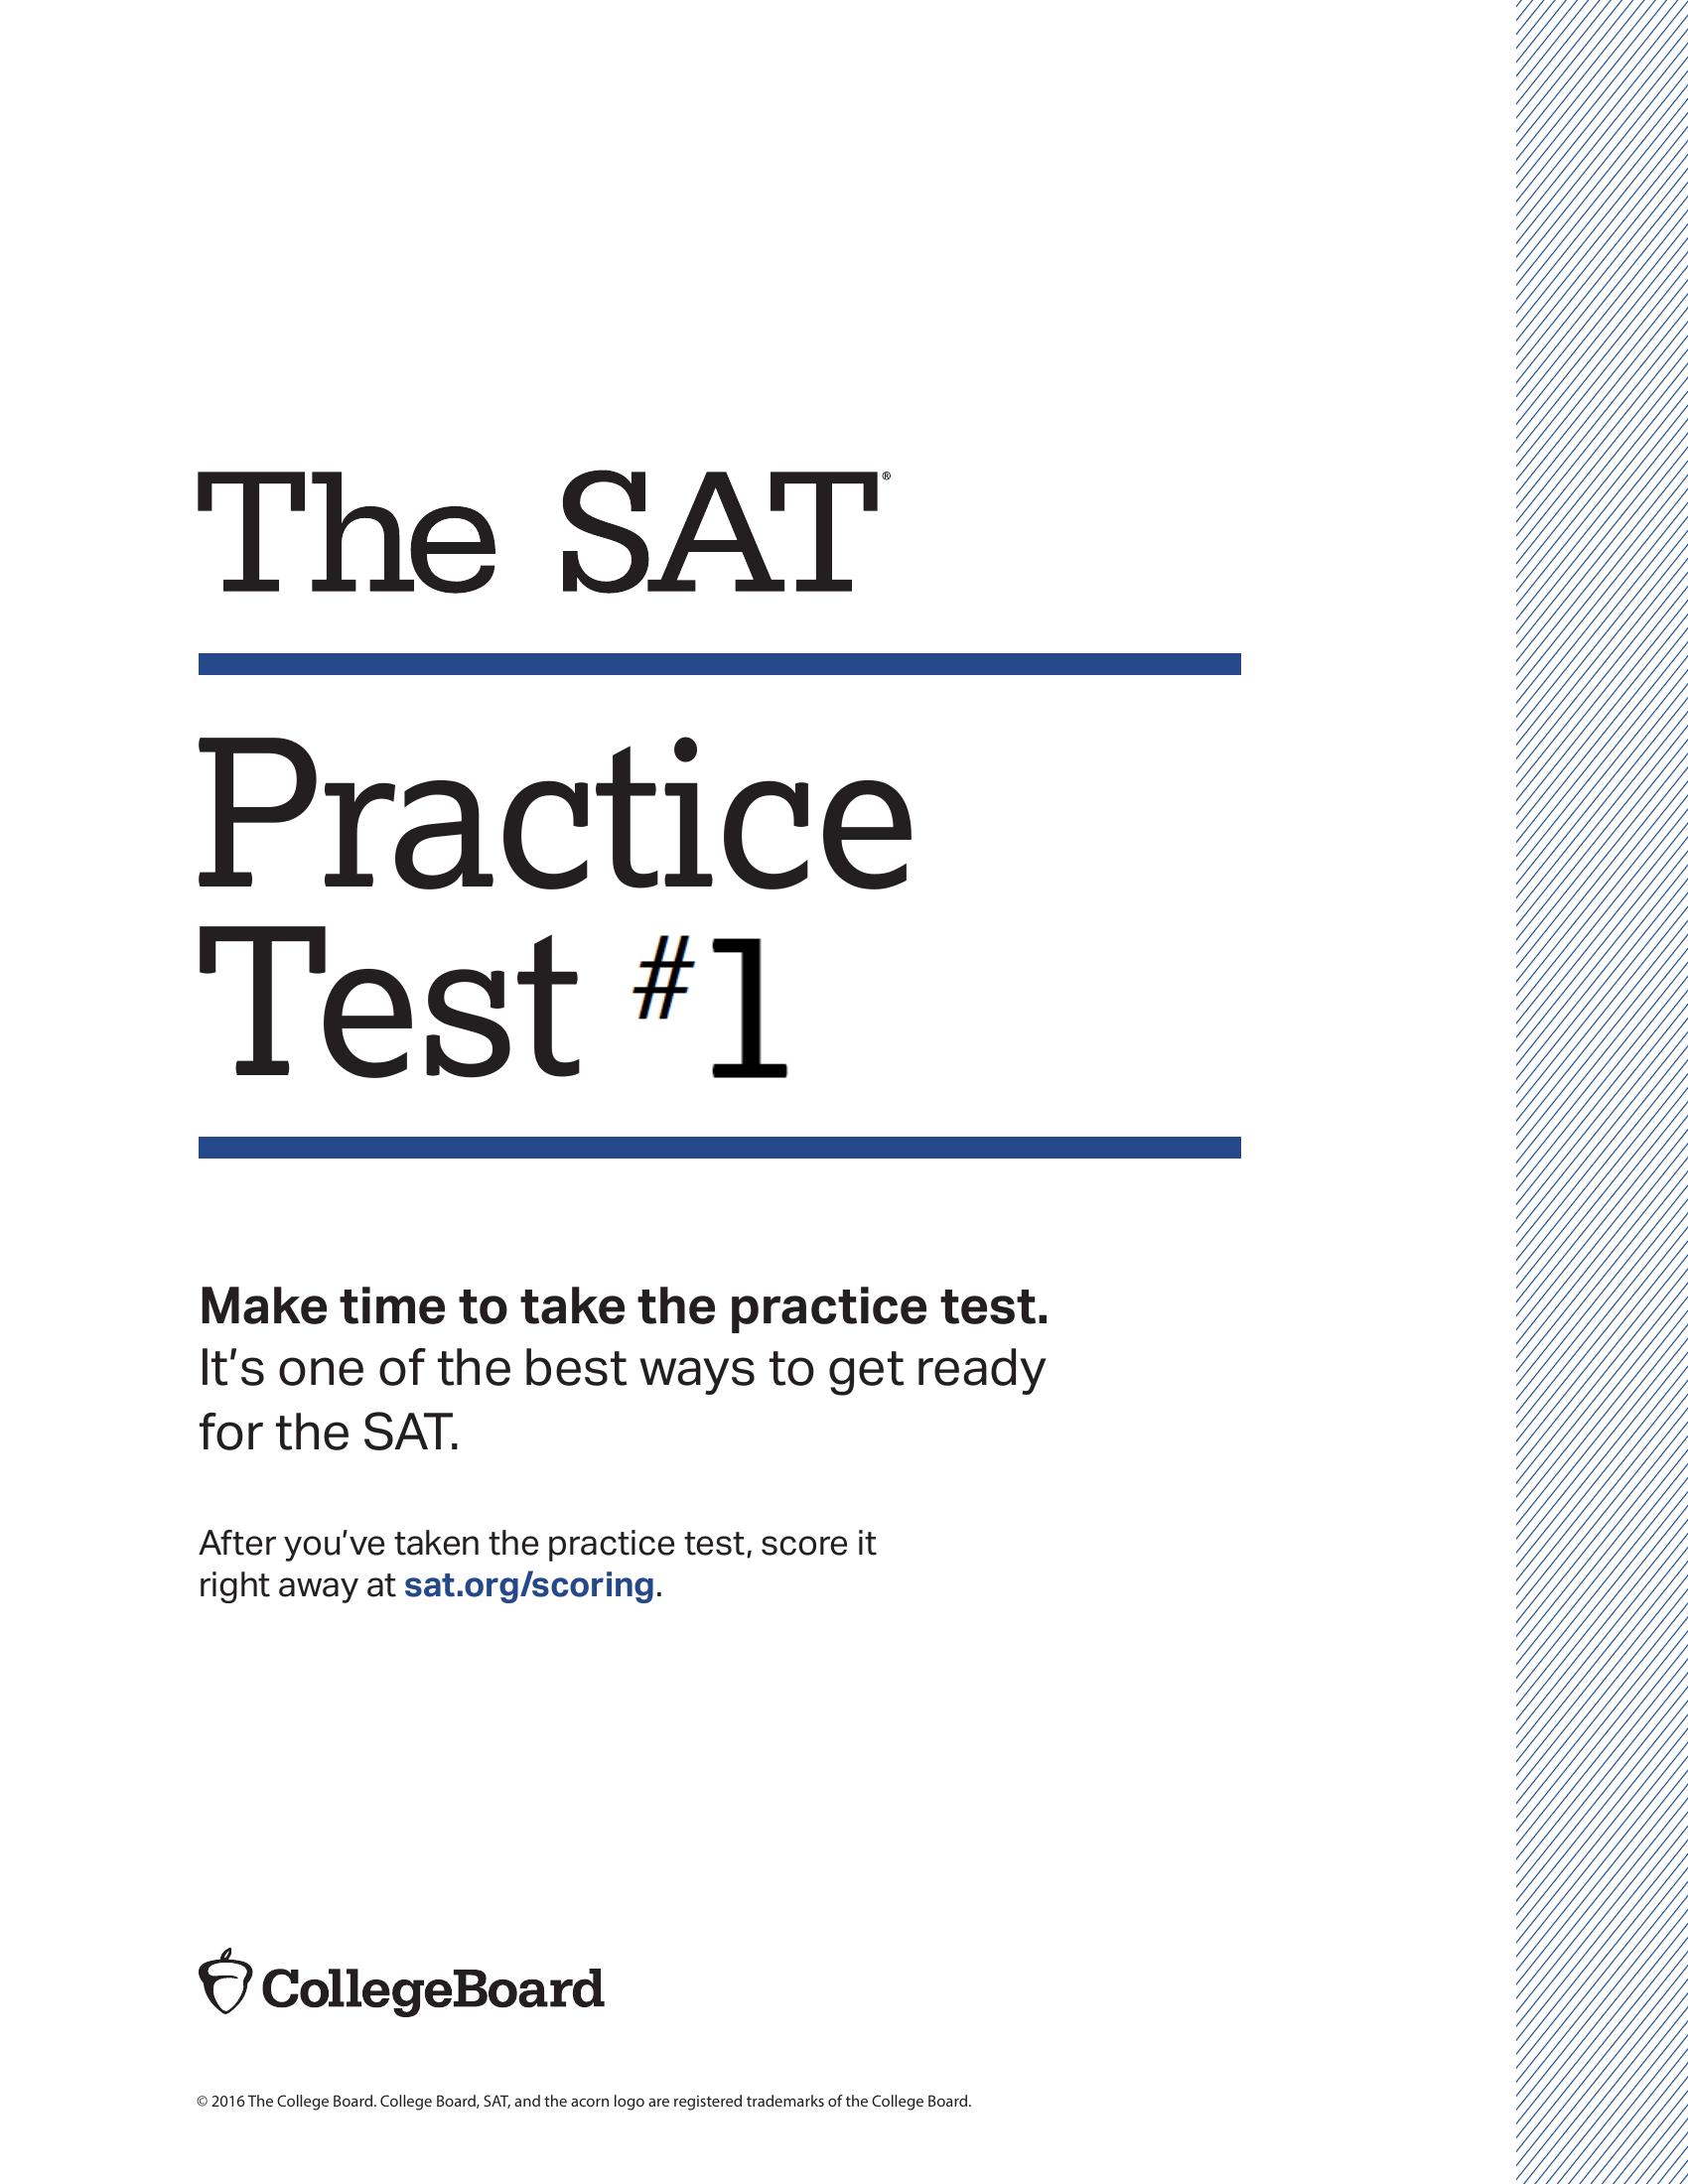 The SAT®
Practice
Test #1
Make time to take the practice test.
It's one of the best ways to get ready
for the SAT.
After you've taken the practice test, score it
right away at sat.org/scoring.
CollegeBoard
© 2016 The College Board. College Board, SAT, and the acorn logo are registered trademarks of the College Board.